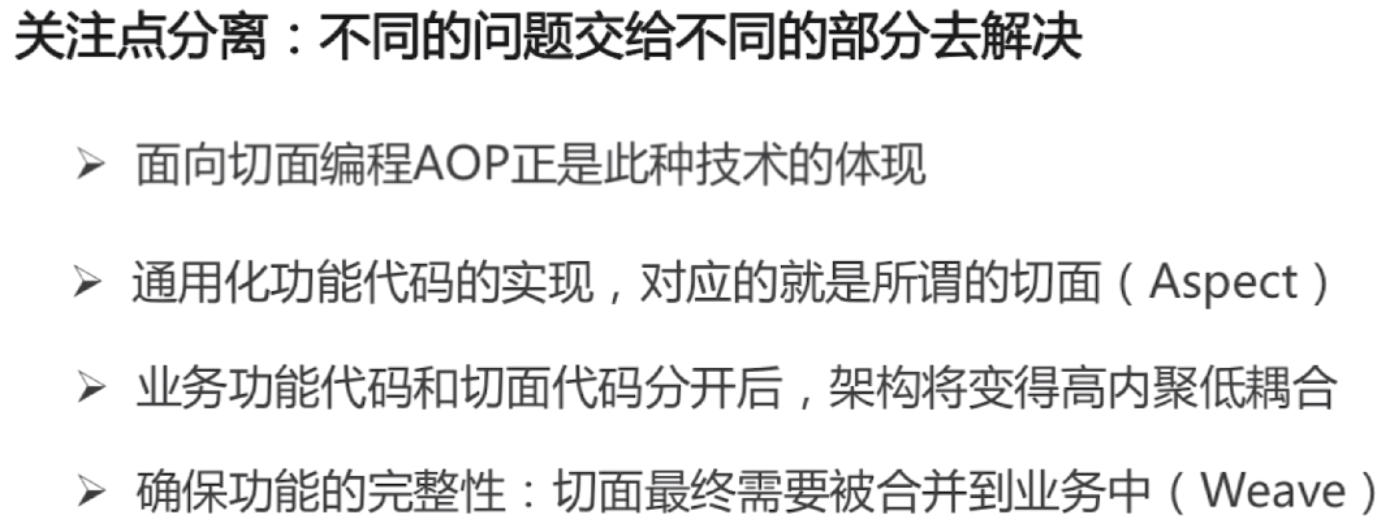 关注点分离：不同的问题交给不同的部分去解决
➢ 面向切面编程AOP正是此种技术的体现
➢ 通用化功能代码的实现，对应的就是所谓的切面（Aspect）
➢ 业务功能代码和切面代码分开后，架构将变得高内聚低耦合
➢ 确保功能的完整性：切面最终需要被合并到业务中（Weave）